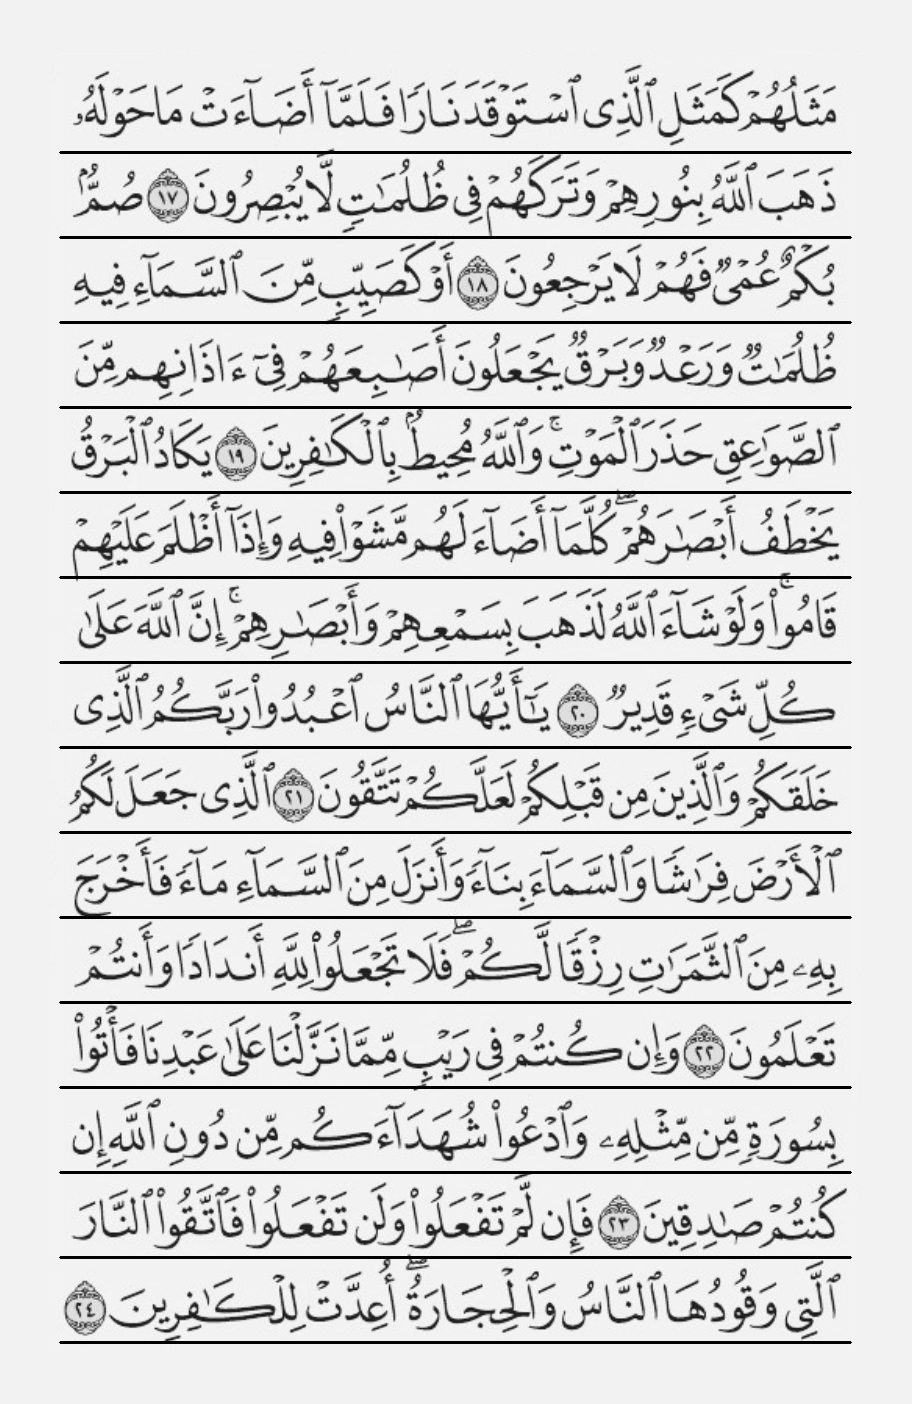 مَثَلُهُمْ كَمَثَلِ ٱلَّذِى ٱسْتَوْقَدَ نَارًا فَلَمَّآ أَضَآءَتْ مَا حَوْلَهُۥ
ذَهَبَ ٱللَّهُ بِنُورِهِمْ وَتَرَكَهُمْ فِى ظُلُمَٰتٍ لَّا يُبْصِرُونَ ١٧ صُمٌّۢ
بُكْمٌ عُمْىٌ فَهُمْ لَا يَرْجِعُونَ ١٨ أَوْ كَصَيِّبٍ مِّنَ ٱلسَّمَآءِ فِيهِ
ظُلُمَٰتٌ وَرَعْدٌ وَبَرْقٌ يَجْعَلُونَ أَصَٰبِعَهُمْ فِىٓ ءَاذَانِهِم مِّنَ
ٱلصَّوَٰعِقِ حَذَرَ ٱلْمَوْتِ ۚ وَٱللَّهُ مُحِيطٌۢ بِٱلْكَٰفِرِينَ ١٩ يَكَادُ ٱلْبَرْقُ
يَخْطَفُ أَبْصَٰرَهُمْ ۖ كُلَّمَآ أَضَآءَ لَهُم مَّشَوْا۟ فِيهِ وَإِذَآ أَظْلَمَ عَلَيْهِمْ
قَامُوا۟ ۚ وَلَوْ شَآءَ ٱللَّهُ لَذَهَبَ بِسَمْعِهِمْ وَأَبْصَٰرِهِمْ ۚ إِنَّ ٱللَّهَ عَلَىٰ
كُلِّ شَىْءٍ قَدِيرٌ ٢٠ يَٰٓأَيُّهَا ٱلنَّاسُ ٱعْبُدُوا۟ رَبَّكُمُ ٱلَّذِى
خَلَقَكُمْ وَٱلَّذِينَ مِن قَبْلِكُمْ لَعَلَّكُمْ تَتَّقُونَ ٢١ ٱلَّذِى جَعَلَ لَكُمُ
ٱلْأَرْضَ فِرَٰشًا وَٱلسَّمَآءَ بِنَآءً وَأَنزَلَ مِنَ ٱلسَّمَآءِ مَآءً فَأَخْرَجَ
بِهِۦ مِنَ ٱلثَّمَرَٰتِ رِزْقًا لَّكُمْ ۖ فَلَا تَجْعَلُوا۟ لِلَّهِ أَندَادًا وَأَنتُمْ
تَعْلَمُونَ ٢٢ وَإِن كُنتُمْ فِى رَيْبٍ مِّمَّا نَزَّلْنَا عَلَىٰ عَبْدِنَا فَأْتُوا۟
بِسُورَةٍ مِّن مِّثْلِهِۦ وَٱدْعُوا۟ شُهَدَآءَكُم مِّن دُونِ ٱللَّهِ إِن
كُنتُمْ صَٰدِقِينَ ٢٣ فَإِن لَّمْ تَفْعَلُوا۟ وَلَن تَفْعَلُوا۟ فَٱتَّقُوا۟ ٱلنَّارَ
ٱلَّتِى وَقُودُهَا ٱلنَّاسُ وَٱلْحِجَارَةُ ۖ أُعِدَّتْ لِلْكَٰفِرِينَ ٢٤